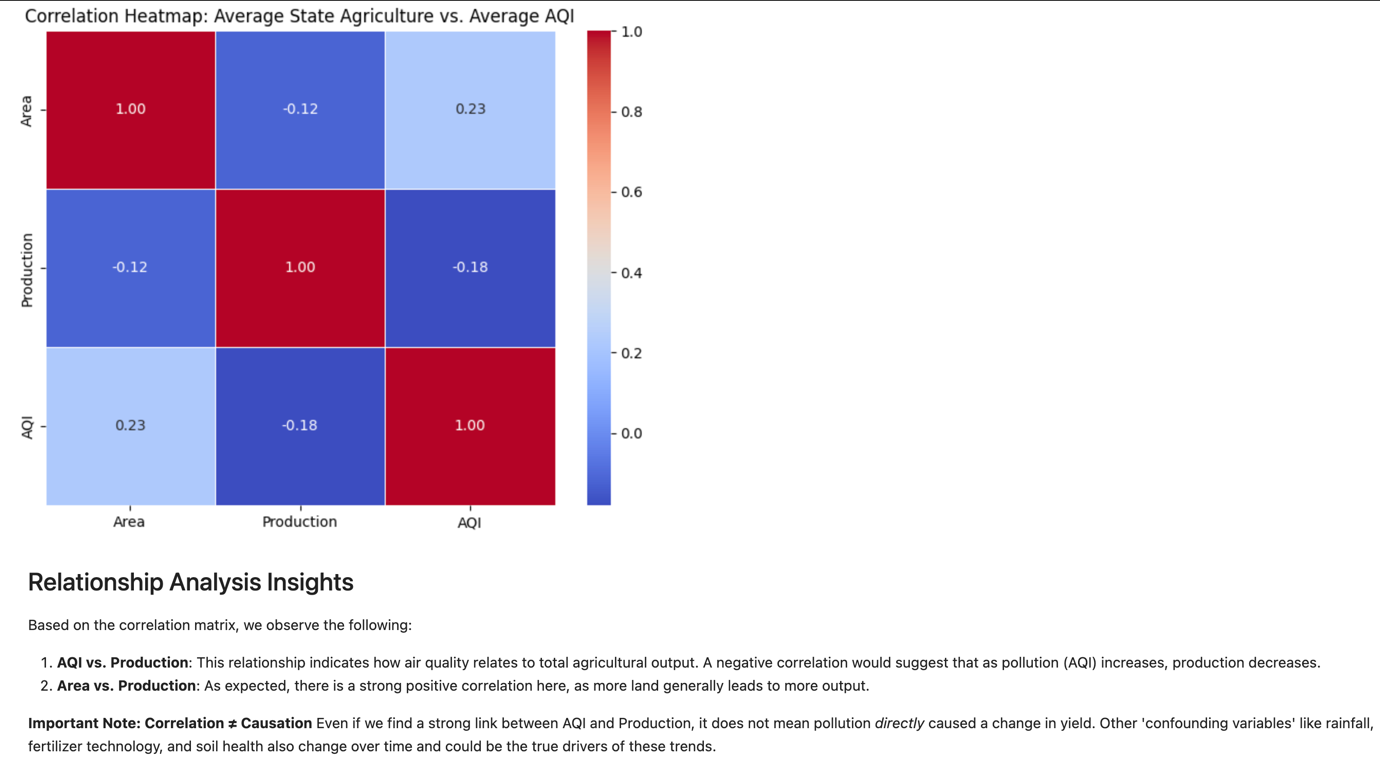 Correlation Heatmap: Average State Agriculture vs. Average AQI
1.0
Area
1.00
-0.12
0.23
0.8
0.6
Production
-0.12
1.00
-0.18
0.4
0.2
AQI
0.23
-0.18
1.00
0.0
Area
Production
AQI
Relationship Analysis Insights
Based on the correlation matrix, we observe the following:
1. AQI vs. Production: This relationship indicates how air quality relates to total agricultural output. A negative correlation would suggest that as pollution (AQI) increases, production decreases.
2. Area vs. Production: As expected, there is a strong positive correlation here, as more land generally leads to more output.
Important Note: Correlation ≠ Causation Even if we find a strong link between AQI and Production, it does not mean pollution directly caused a change in yield. Other 'confounding variables' like rainfall,
fertilizer technology, and soil health also change over time and could be the true drivers of these trends.